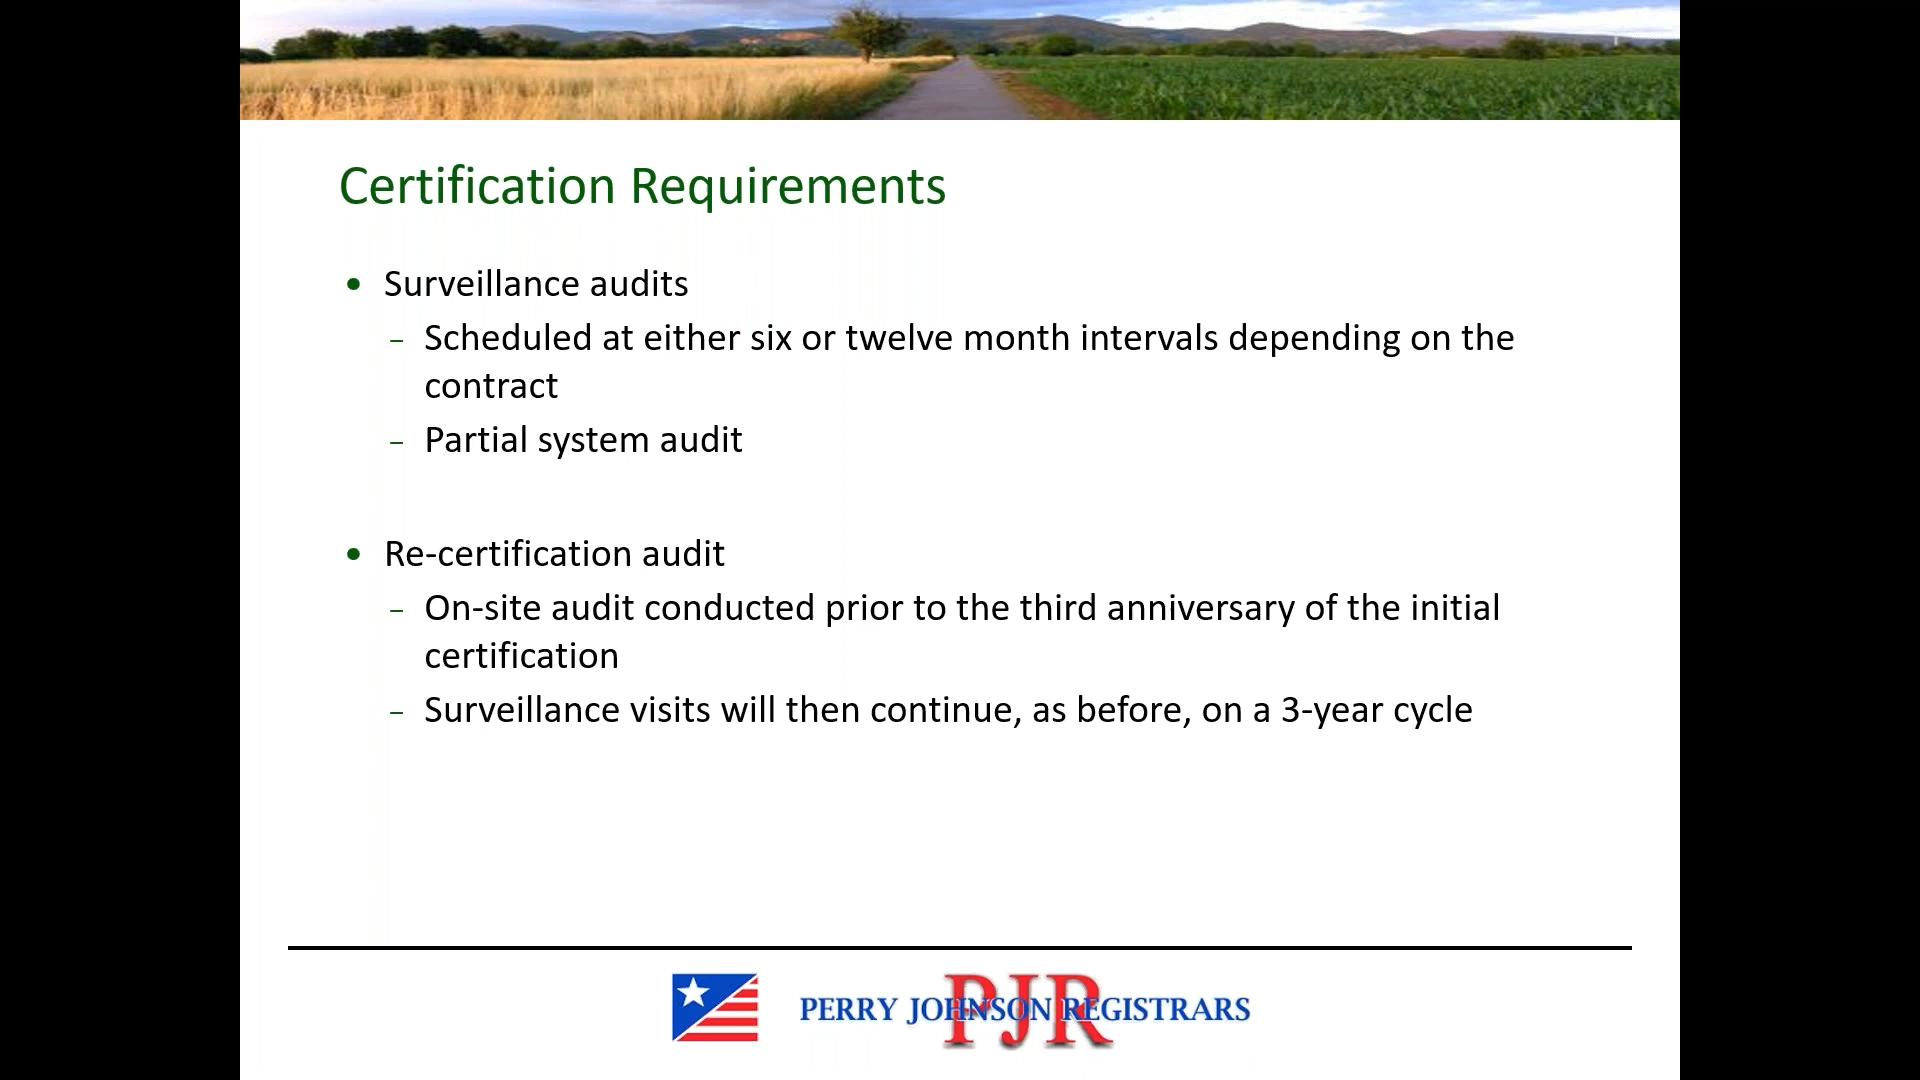 Certification Requirements
• Surveillance audits
– Scheduled at either six or twelve month intervals depending on the
contract
– Partial system audit
• Re-certification audit
– On-site audit conducted prior to the third anniversary of the initial
certification
– Surveillance visits will then continue, as before, on a 3-year cycle
PJR
PERRY JOHNSON REGISTRARS